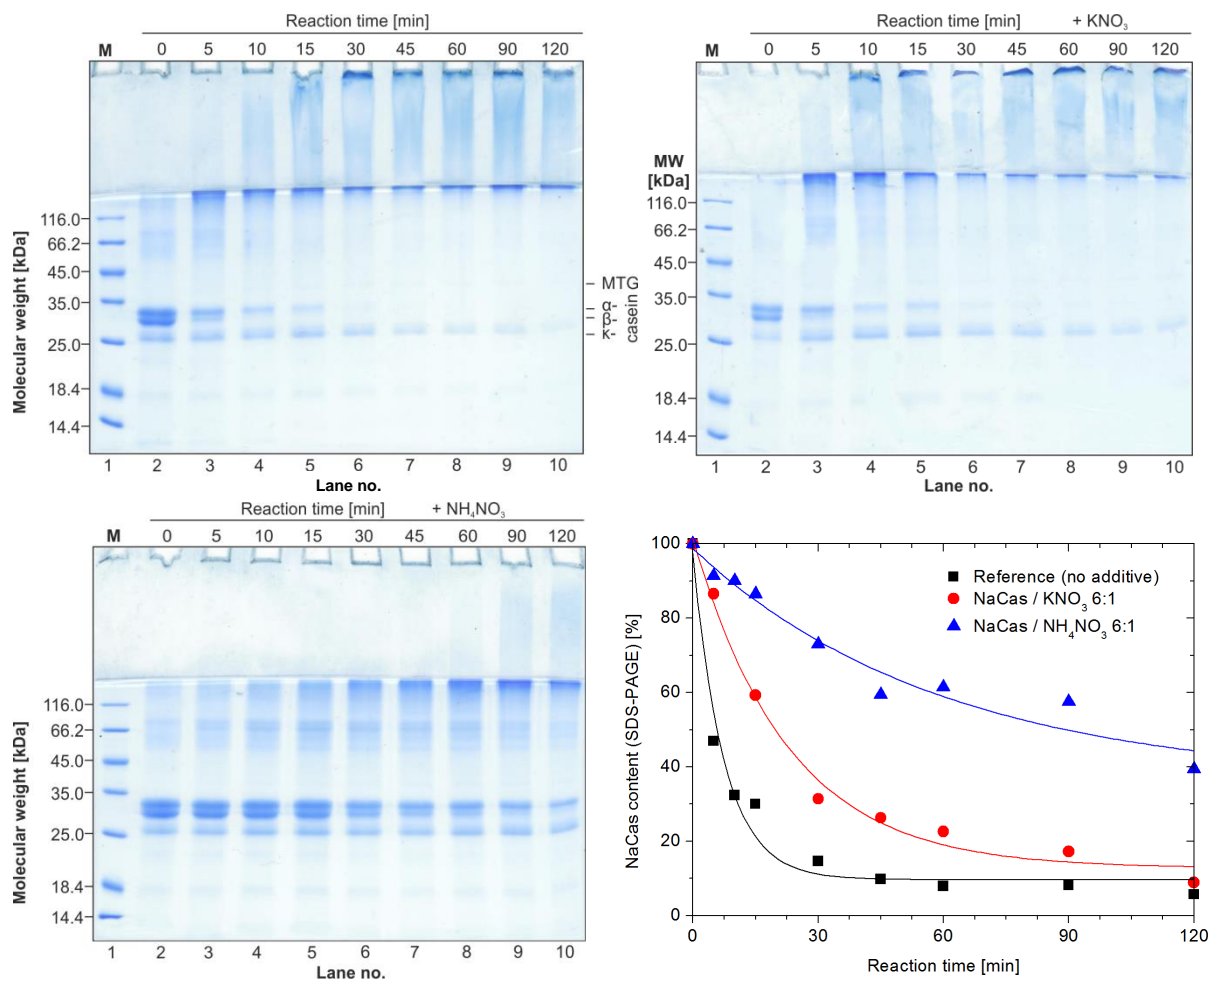 Reaction time [min]
M 0 5 10 15 30 45 60 90 120
Molecular weight [kDa]
116.0
66.2
45.0
35.0
25.0
18.4
14.4
MTG
α-
β-
κ-
casein
1 2 3 4 5 6 7 8 9 10
Lane no.
Reaction time [min] + KNO₃
M 0 5 10 15 30 45 60 90 120
MW
[kDa]
116.0
66.2
45.0
35.0
25.0
18.4
14.4
1 2 3 4 5 6 7 8 9 10
Lane no.
Reaction time [min] + NH₄NO₃
M 0 5 10 15 30 45 60 90 120
Molecular weight [kDa]
116.0
66.2
45.0
35.0
25.0
18.4
14.4
1 2 3 4 5 6 7 8 9 10
Lane no.
NaCas content (SDS-PAGE) [%]
100
80
60
40
20
0
Reference (no additive)
NaCas / KNO₃ 6:1
NaCas / NH₄NO₃ 6:1
0 30 60 90 120
Reaction time [min]